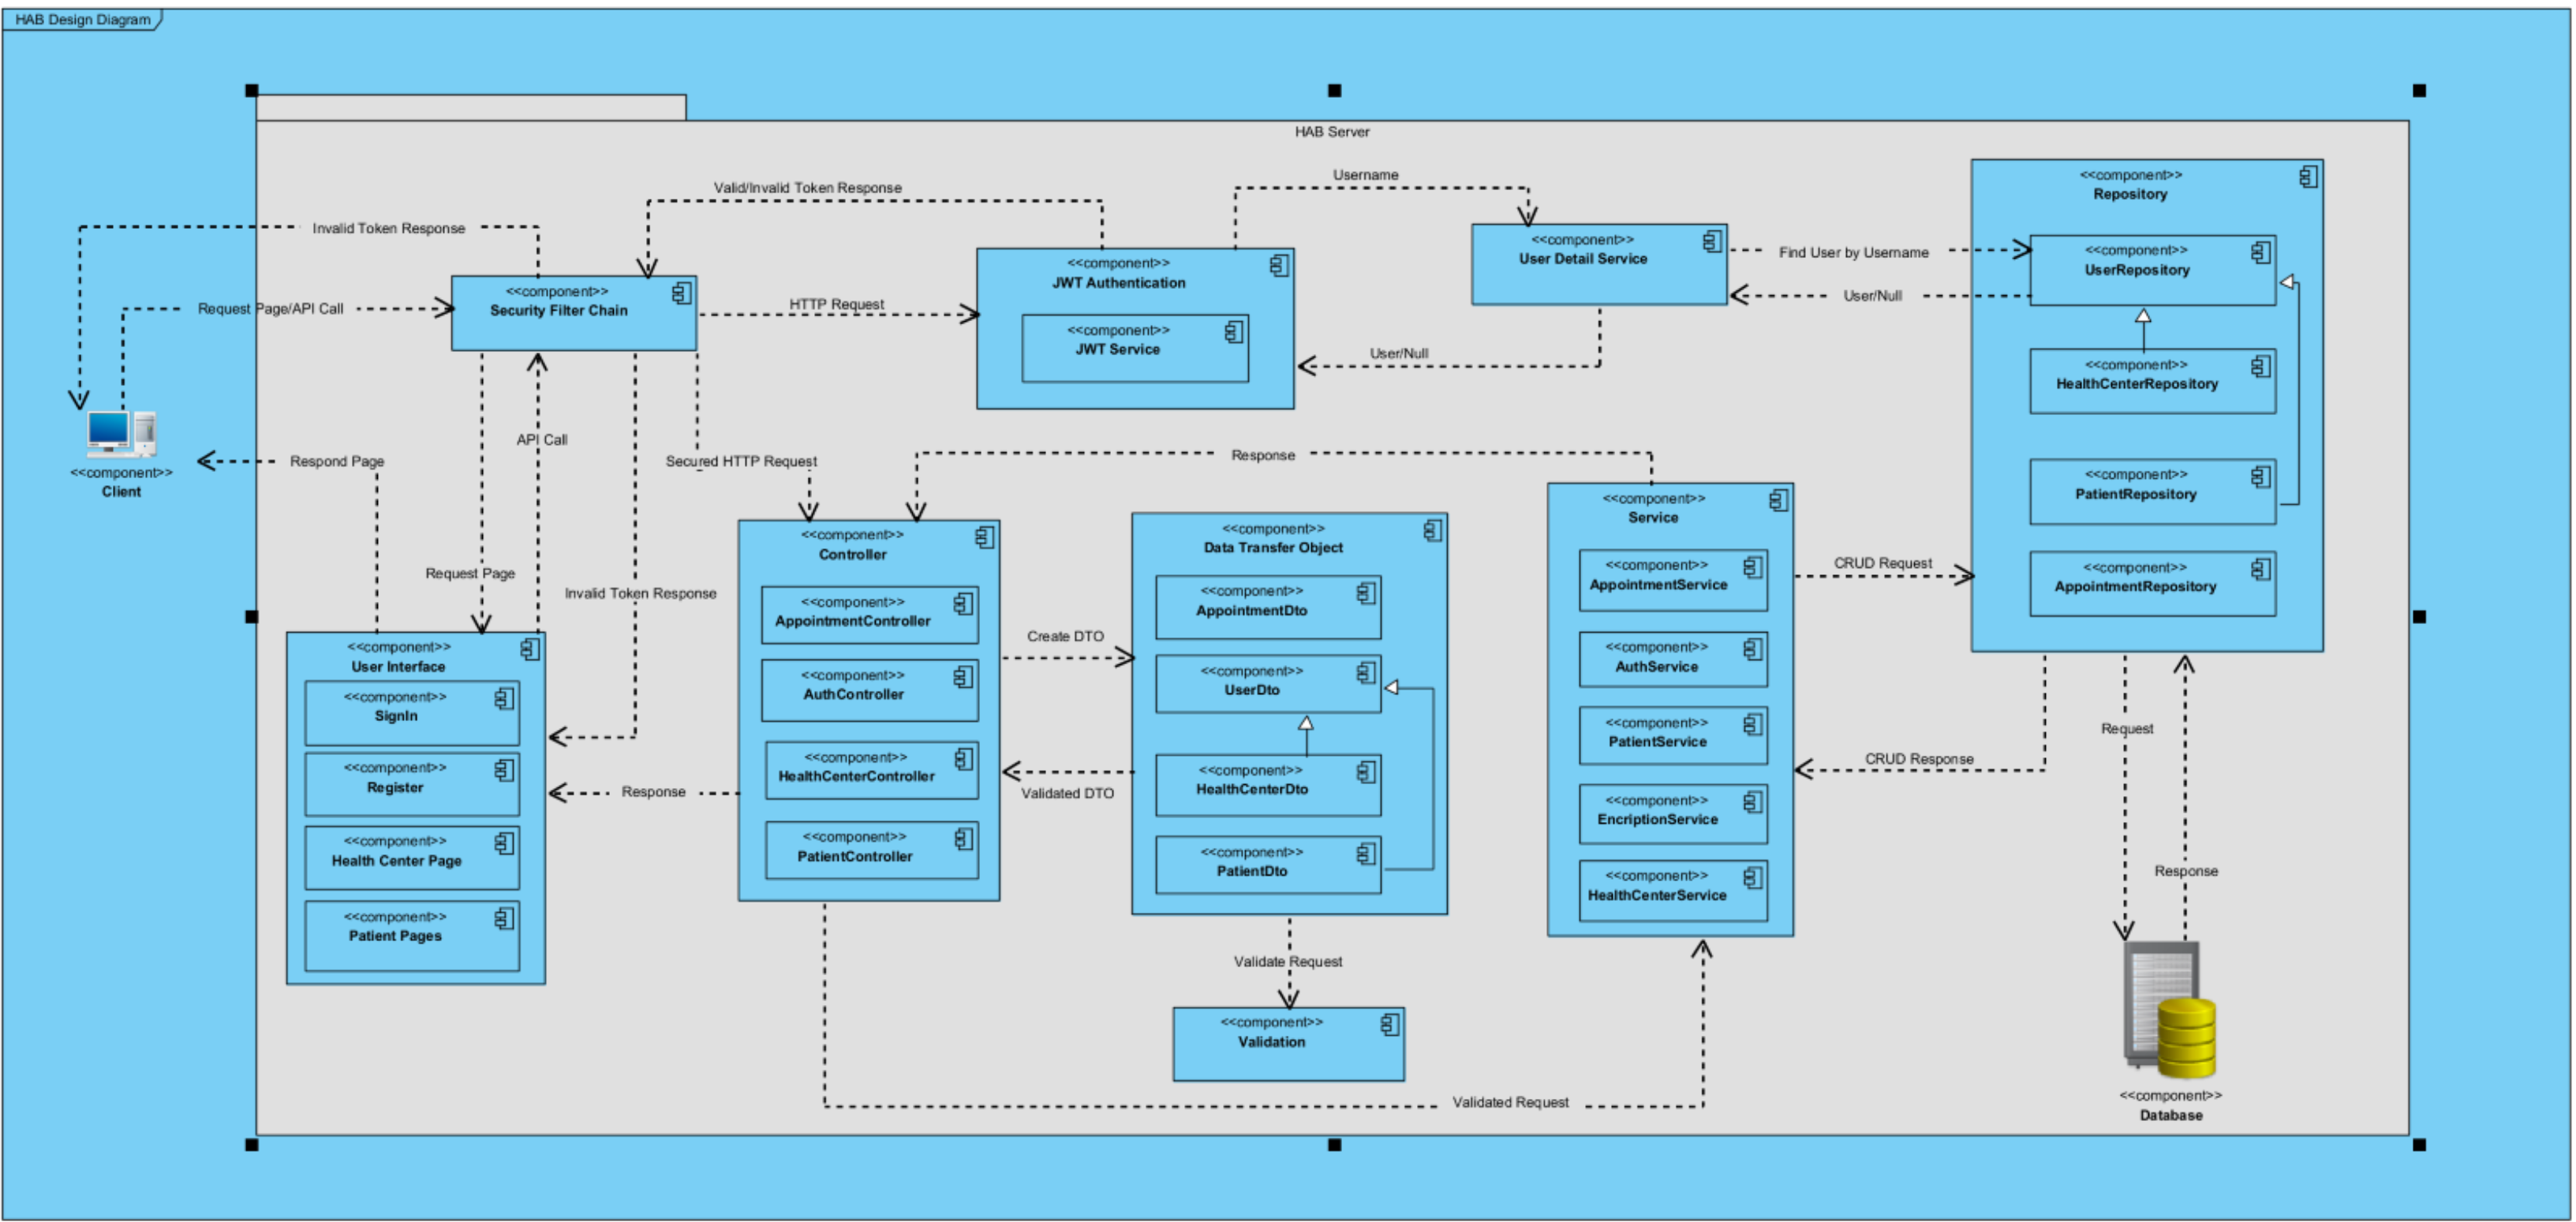 HAB Design Diagram
HAB Server
Invalid Token Response
Request Page/API Call
<<component>>
Client
Respond Page
Valid/Invalid Token Response
<<component>>
Security Filter Chain
HTTP Request
<<component>>
JWT Authentication
<<component>>
JWT Service
Username
<<component>>
User Detail Service
User/Null
Find User by Username
User/Null
<<component>>
Repository
<<component>>
UserRepository
<<component>>
HealthCenterRepository
<<component>>
PatientRepository
<<component>>
AppointmentRepository
API Call
Request Page
Invalid Token Response
Secured HTTP Request
Response
<<component>>
User Interface
<<component>>
SignIn
<<component>>
Register
<<component>>
Health Center Page
<<component>>
Patient Pages
Response
<<component>>
Controller
<<component>>
AppointmentController
<<component>>
AuthController
<<component>>
HealthCenterController
<<component>>
PatientController
Create DTO
Validated DTO
<<component>>
Data Transfer Object
<<component>>
AppointmentDto
<<component>>
UserDto
<<component>>
HealthCenterDto
<<component>>
PatientDto
Validate Request
<<component>>
Validation
Validated Request
<<component>>
Service
<<component>>
AppointmentService
<<component>>
AuthService
<<component>>
PatientService
<<component>>
EncriptionService
<<component>>
HealthCenterService
CRUD Request
CRUD Response
Request
Response
<<component>>
Database